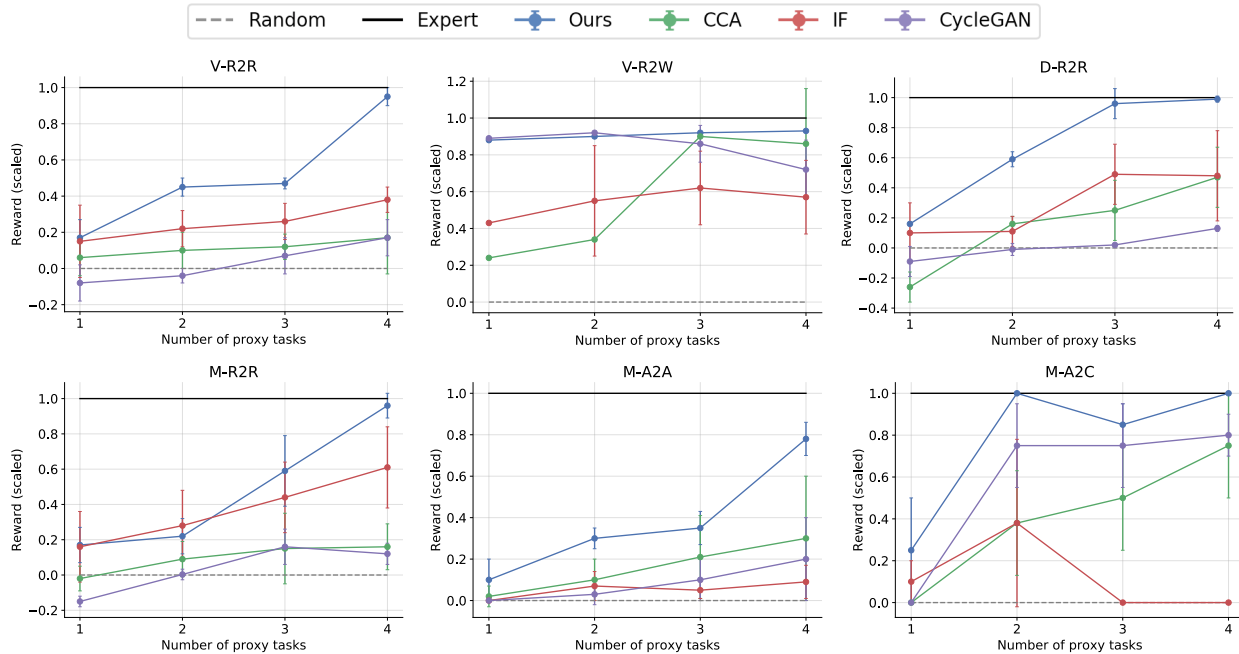 Random Expert Ours CCA IF CycleGAN
V-R2R
Reward (scaled)
1.0
0.8
0.6
0.4
0.2
0.0
−0.2
1 2 3 4
Number of proxy tasks
V-R2W
Reward (scaled)
1.2
1.0
0.8
0.6
0.4
0.2
0.0
1 2 3 4
Number of proxy tasks
D-R2R
Reward (scaled)
1.0
0.8
0.6
0.4
0.2
0.0
−0.2
−0.4
1 2 3 4
Number of proxy tasks
M-R2R
Reward (scaled)
1.0
0.8
0.6
0.4
0.2
0.0
−0.2
1 2 3 4
Number of proxy tasks
M-A2A
Reward (scaled)
1.0
0.8
0.6
0.4
0.2
0.0
1 2 3 4
Number of proxy tasks
M-A2C
Reward (scaled)
1.0
0.8
0.6
0.4
0.2
0.0
1 2 3 4
Number of proxy tasks